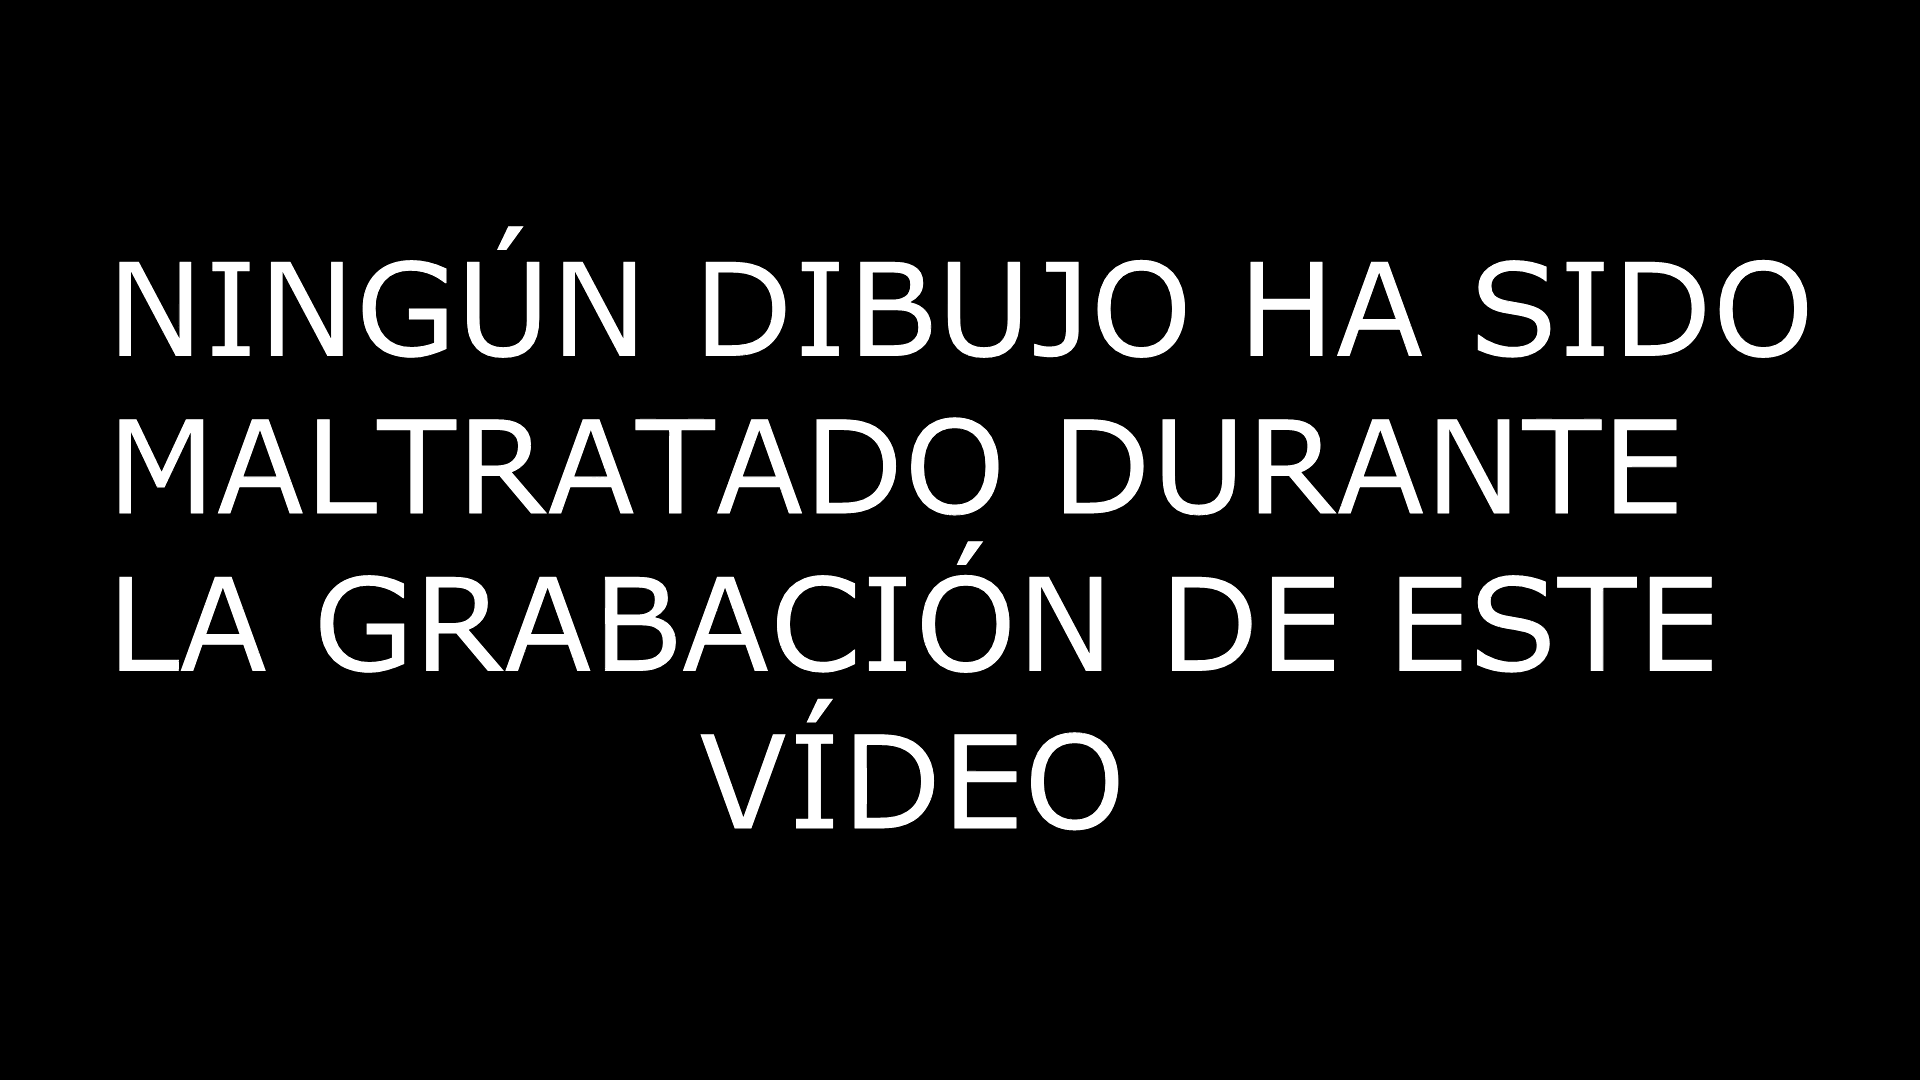 NINGÚN DIBUJO HA SIDO
MALTRATADO DURANTE
LA GRABACIÓN DE ESTE
VÍDEO